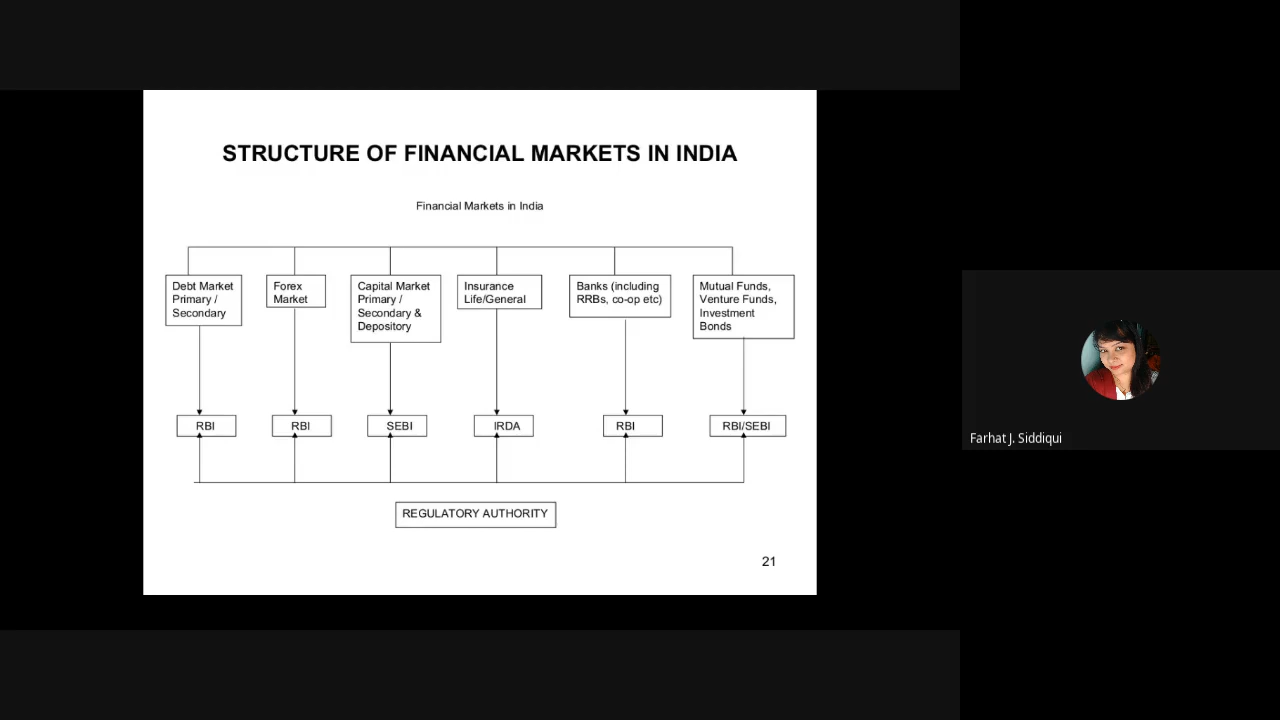 STRUCTURE OF FINANCIAL MARKETS IN INDIA
Financial Markets in India
Debt Market
Primary /
Secondary
Forex
Market
Capital Market
Primary /
Secondary &
Depository
Insurance
Life/General
Banks (including
RRBs, co-op etc)
Mutual Funds,
Venture Funds,
Investment
Bonds
RBI
RBI
SEBI
IRDA
RBI
RBI/SEBI
REGULATORY AUTHORITY
21
Farhat J. Siddiqui